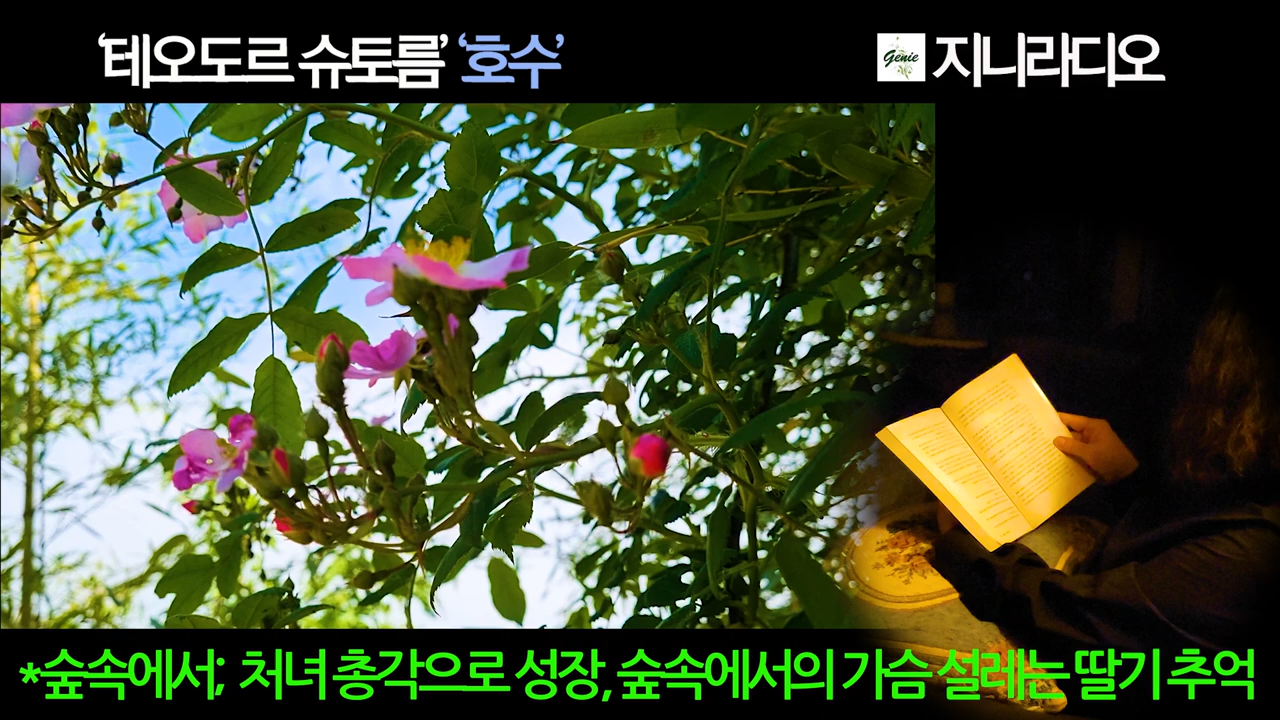 ‘테오도르 슈토름’ ‘호수’
Genie 지니라디오
*숲속에서; 처녀 총각으로 성장, 숲속에서의 가슴 설레는 딸기 추억